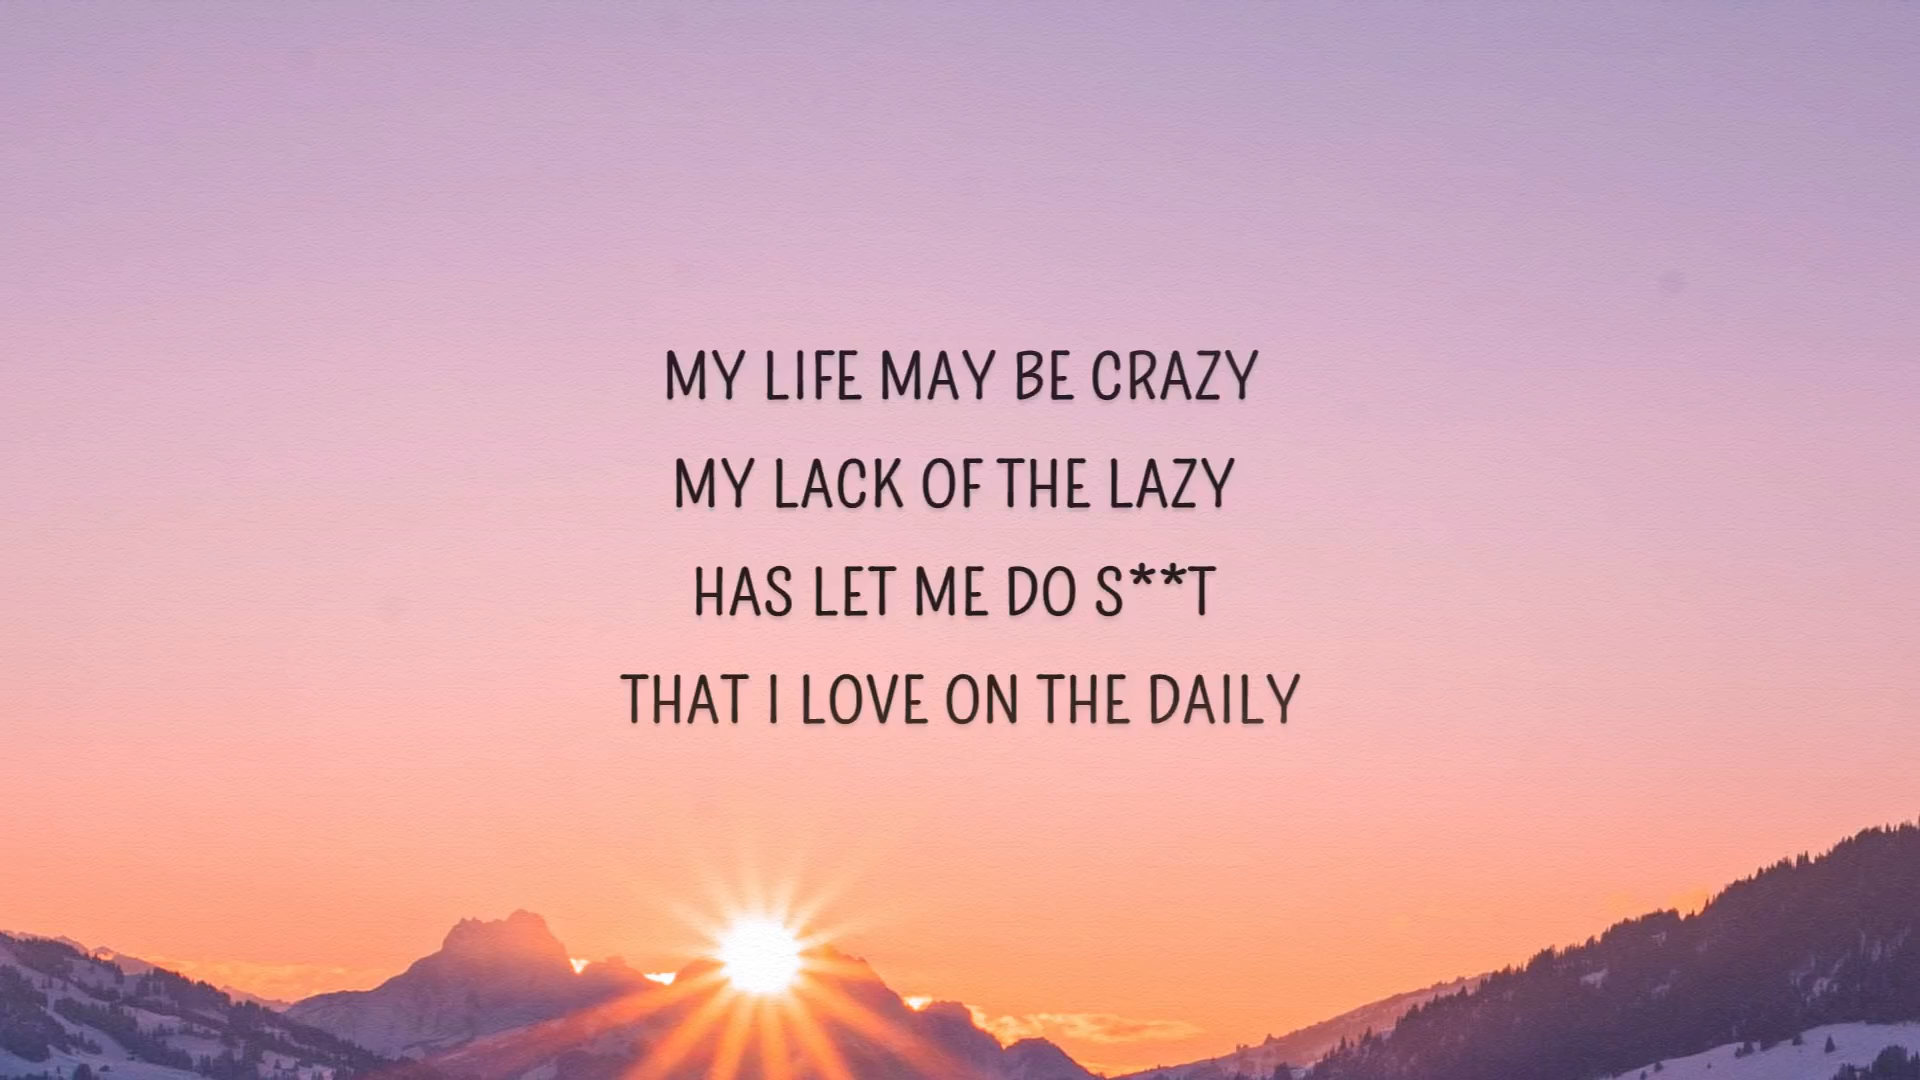 MY LIFE MAY BE CRAZY
MY LACK OF THE LAZY
HAS LET ME DO S**T
THAT I LOVE ON THE DAILY